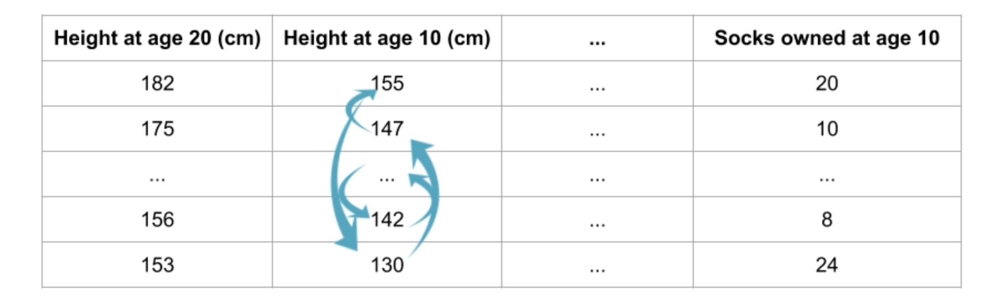 Height at age 20 (cm) Height at age 10 (cm) ... Socks owned at age 10
182 155 ... 20
175 147 ... 10
... ... ... ...
156 142 ... 8
153 130 ... 24